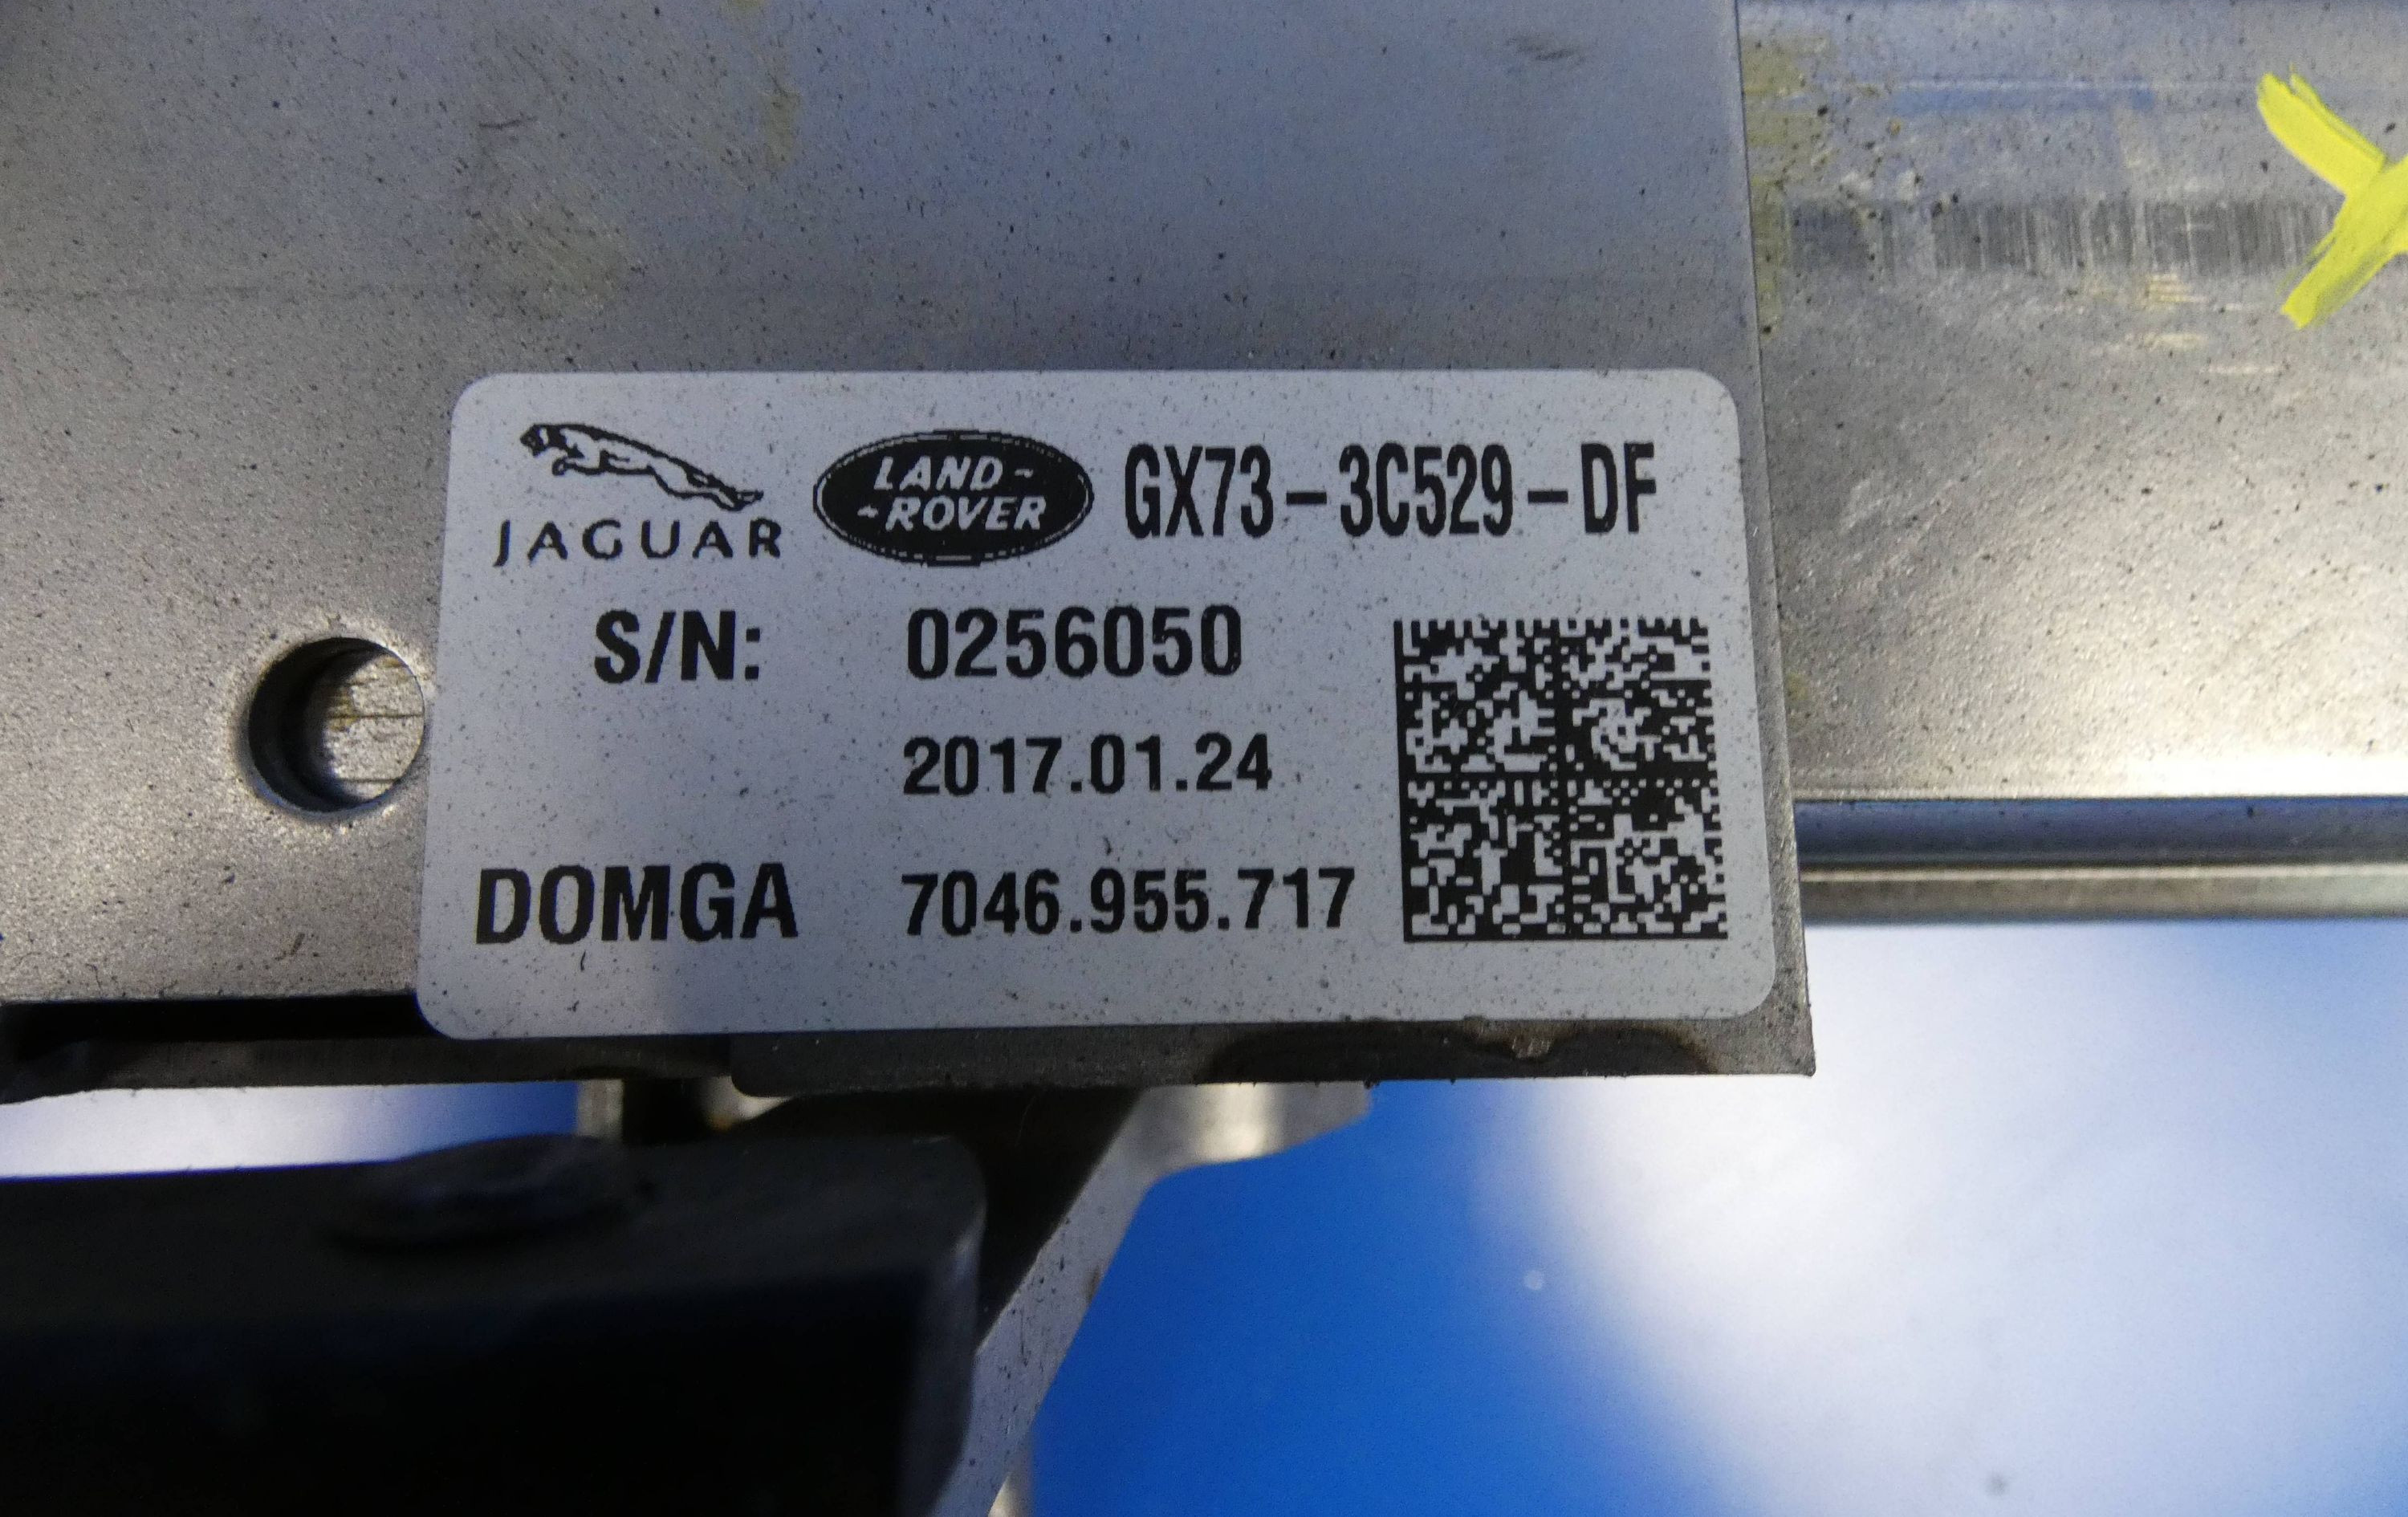 JAGUAR LAND- -ROVER GX73-3C529-DF
S/N: 0256050
2017.01.24
DOMGA 7046.955.717